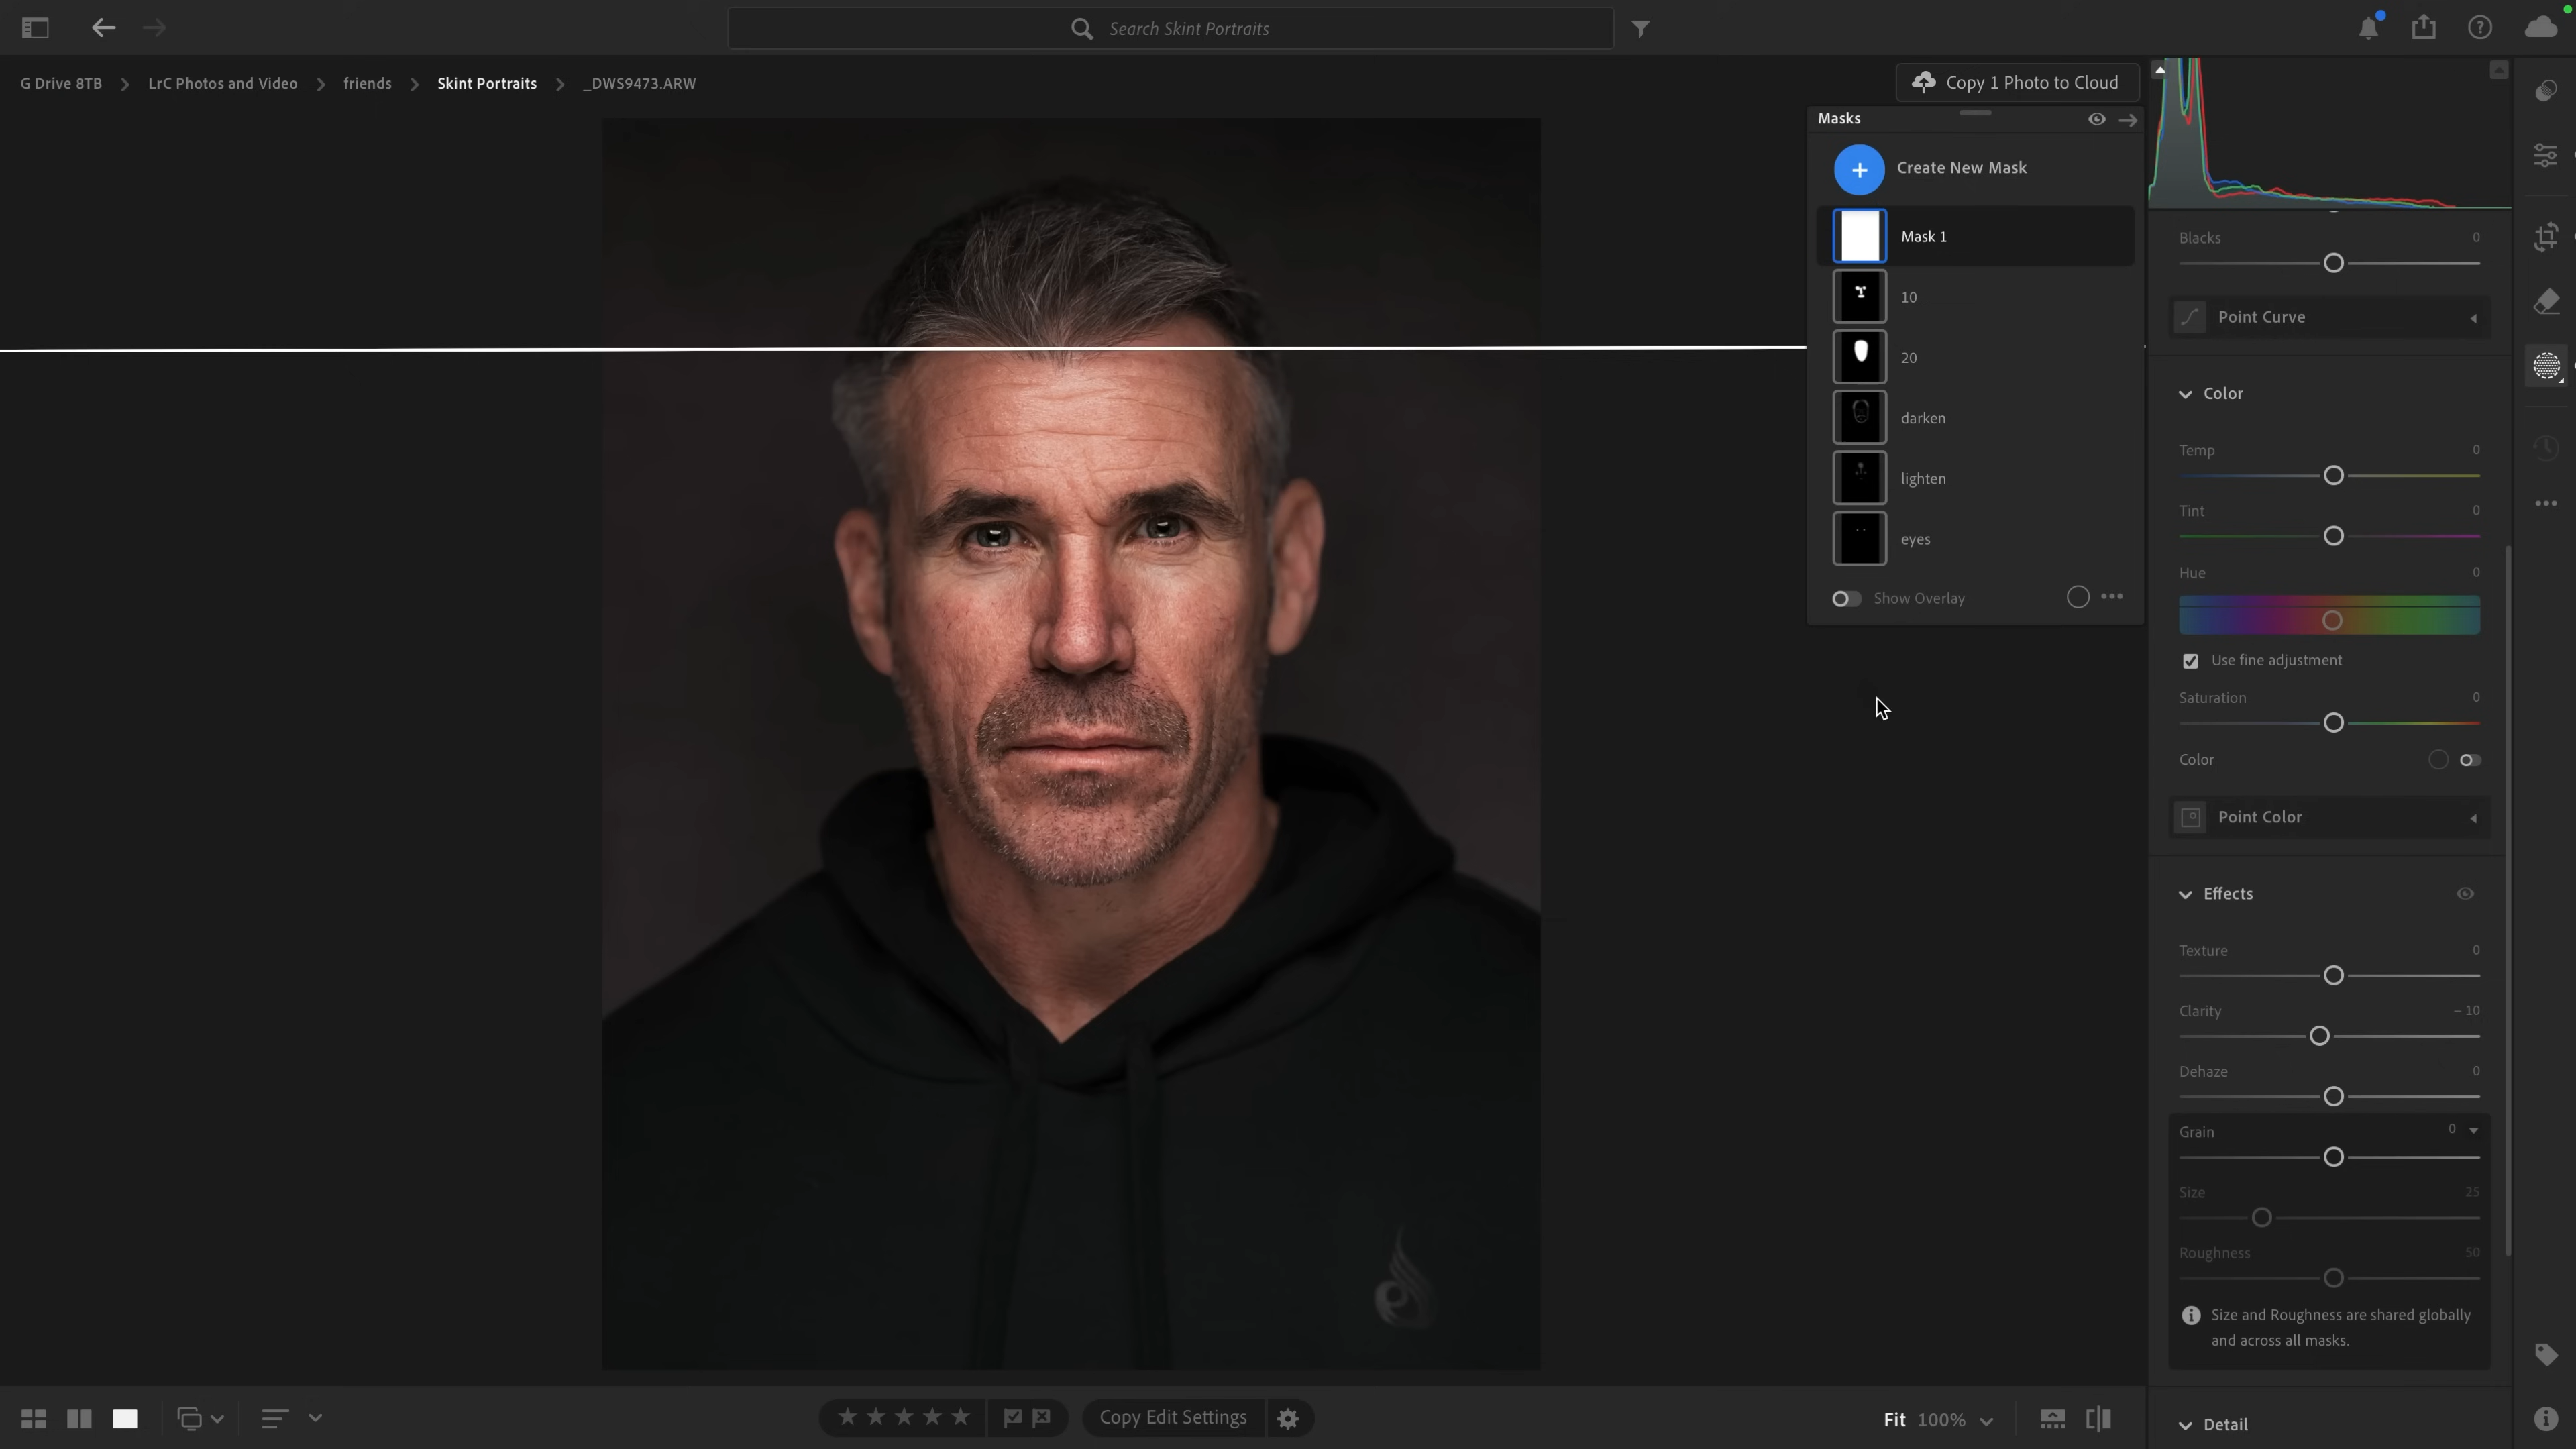 Search Skint Portraits
G Drive 8TB
LrC Photos and Video
friends
Skint Portraits
_DWS9473.ARW
Copy 1 Photo to Cloud
Masks
Create New Mask
Mask 1
10
20
darken
lighten
eyes
Show Overlay
Blacks 0
Point Curve
Color
Temp 0
Tint 0
Hue 0
Use fine adjustment
Saturation 0
Color
Point Color
Effects
Texture 0
Clarity – 10
Dehaze 0
Grain 0
Size 25
Roughness 50
Size and Roughness are shared globally
and across all masks.
Detail
Copy Edit Settings
Fit 100%